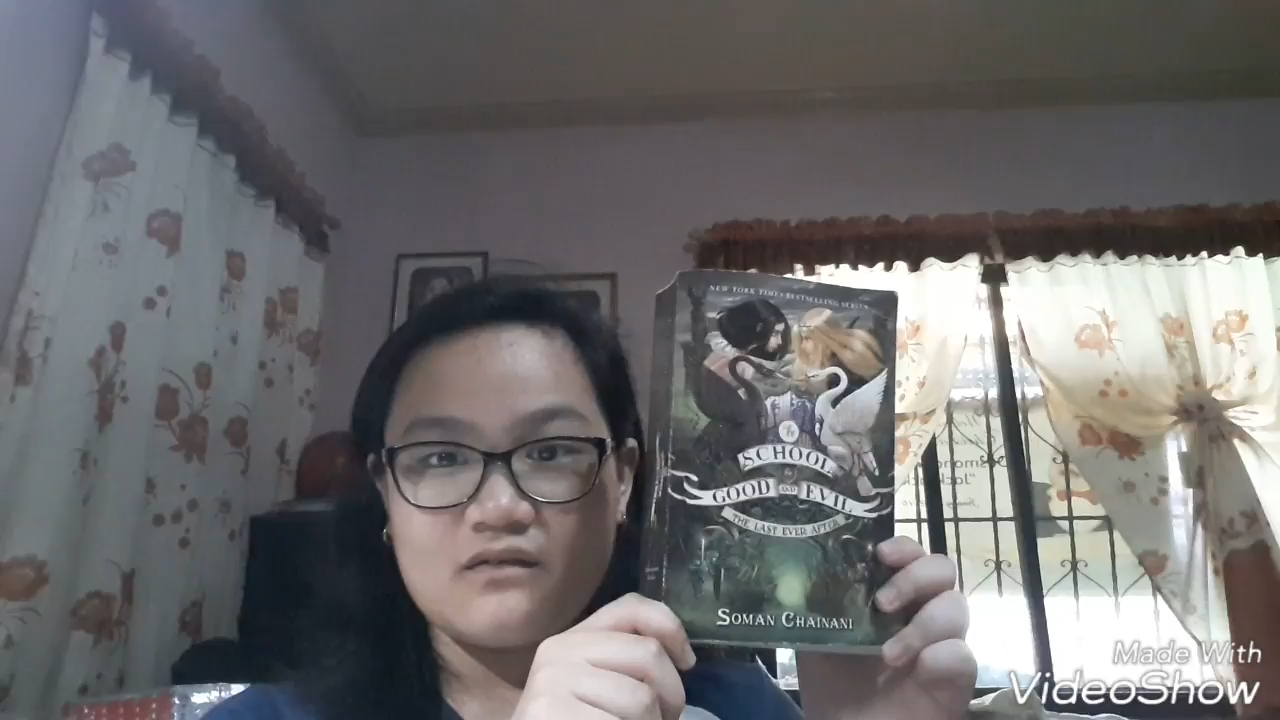 NEW YORK TIMES BESTSELLING SERIES
THE
SCHOOL
for
GOOD AND EVIL
THE LAST EVER AFTER
SOMAN CHAINANI
Made With
VideoShow